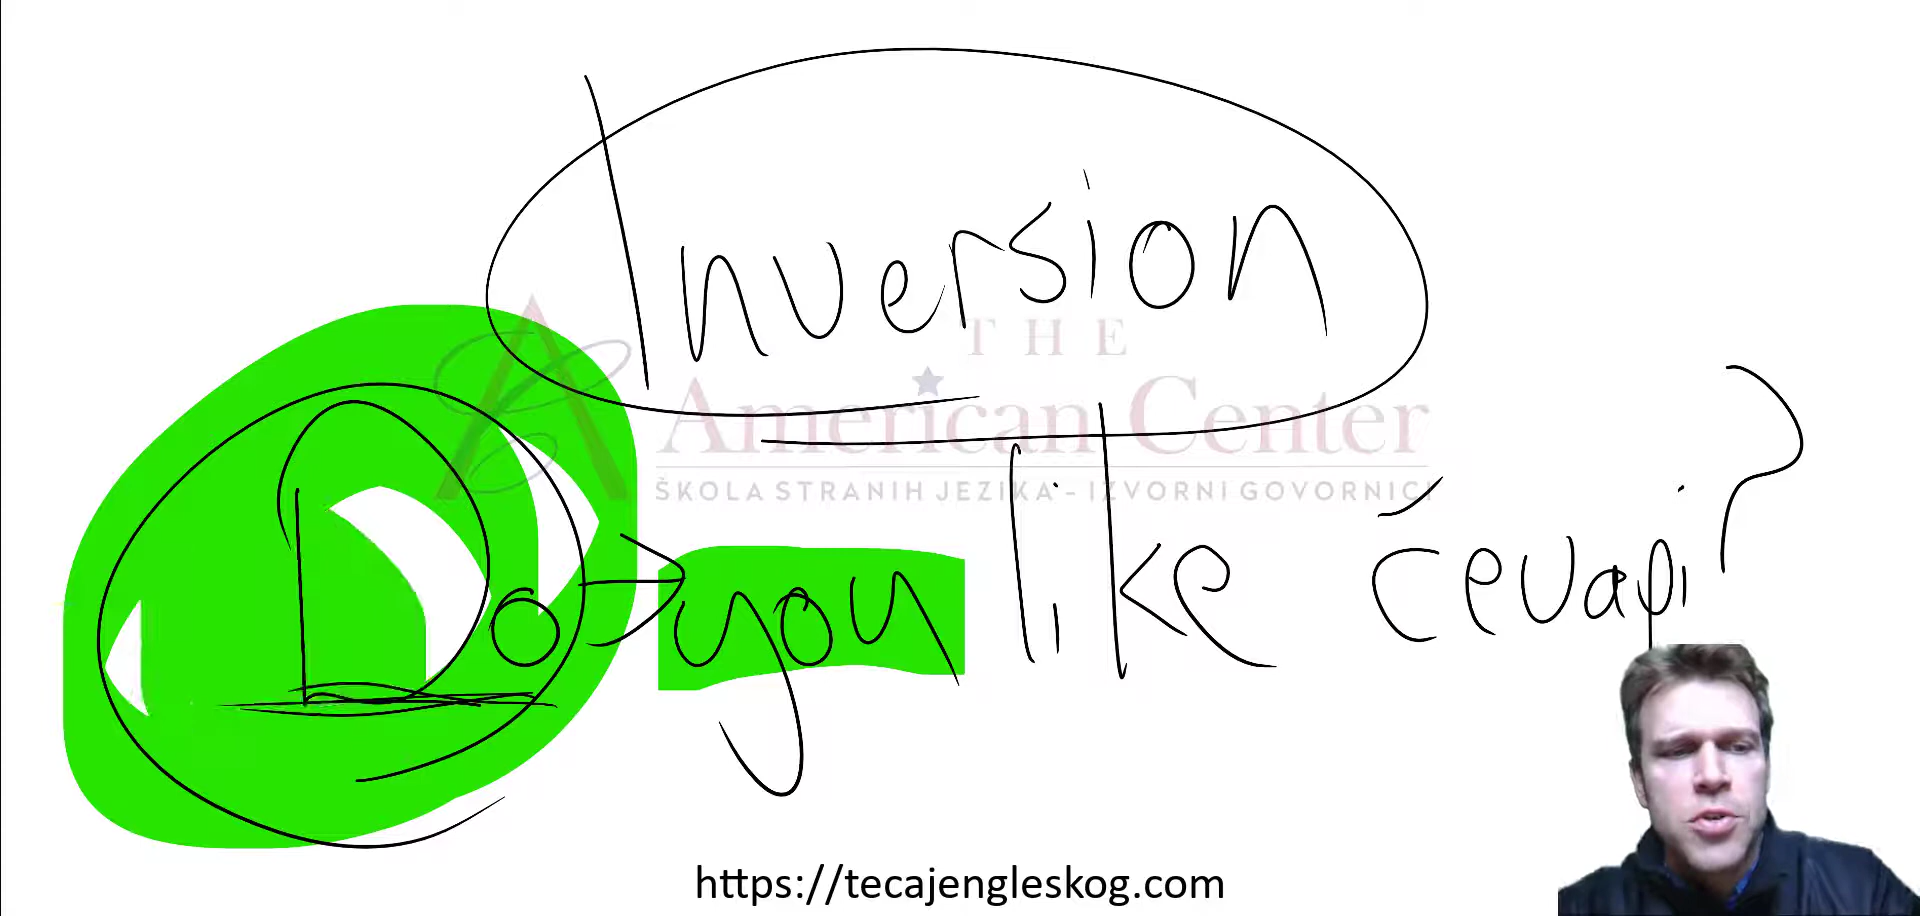 Inversion
THE
American Center
ŠKOLA STRANIH JEZIKA - IZVORNI GOVORNICI
Do you like ćevapi?
https://tecajengleskog.com